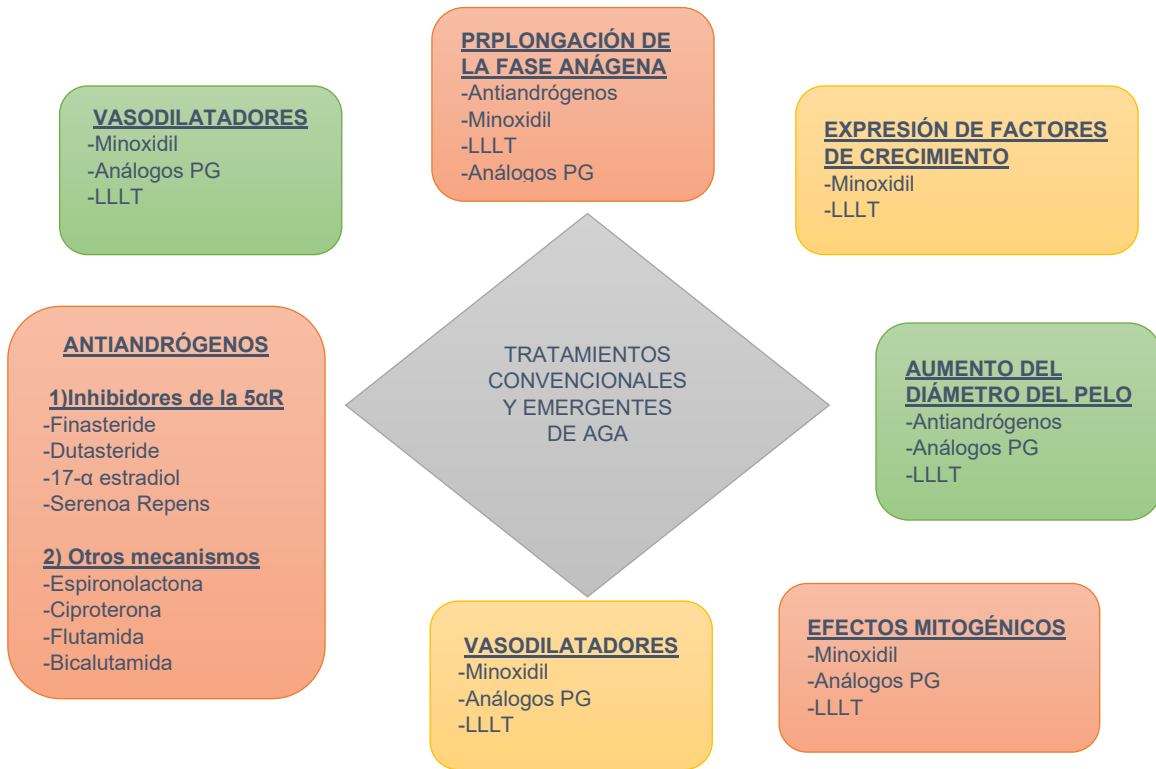 PRPLONGACIÓN DE
LA FASE ANÁGENA
-Antiandrógenos
-Minoxidil
-LLLT
-Análogos PG
VASODILATADORES
-Minoxidil
-Análogos PG
-LLLT
EXPRESIÓN DE FACTORES
DE CRECIMIENTO
-Minoxidil
-LLLT
ANTIANDRÓGENOS
1)Inhibidores de la 5αR
-Finasteride
-Dutasteride
-17-α estradiol
-Serenoa Repens
2) Otros mecanismos
-Espironolactona
-Ciproterona
-Flutamida
-Bicalutamida
TRATAMIENTOS
CONVENCIONALES
Y EMERGENTES
DE AGA
AUMENTO DEL
DIÁMETRO DEL PELO
-Antiandrógenos
-Análogos PG
-LLLT
VASODILATADORES
-Minoxidil
-Análogos PG
-LLLT
EFECTOS MITOGÉNICOS
-Minoxidil
-Análogos PG
-LLLT